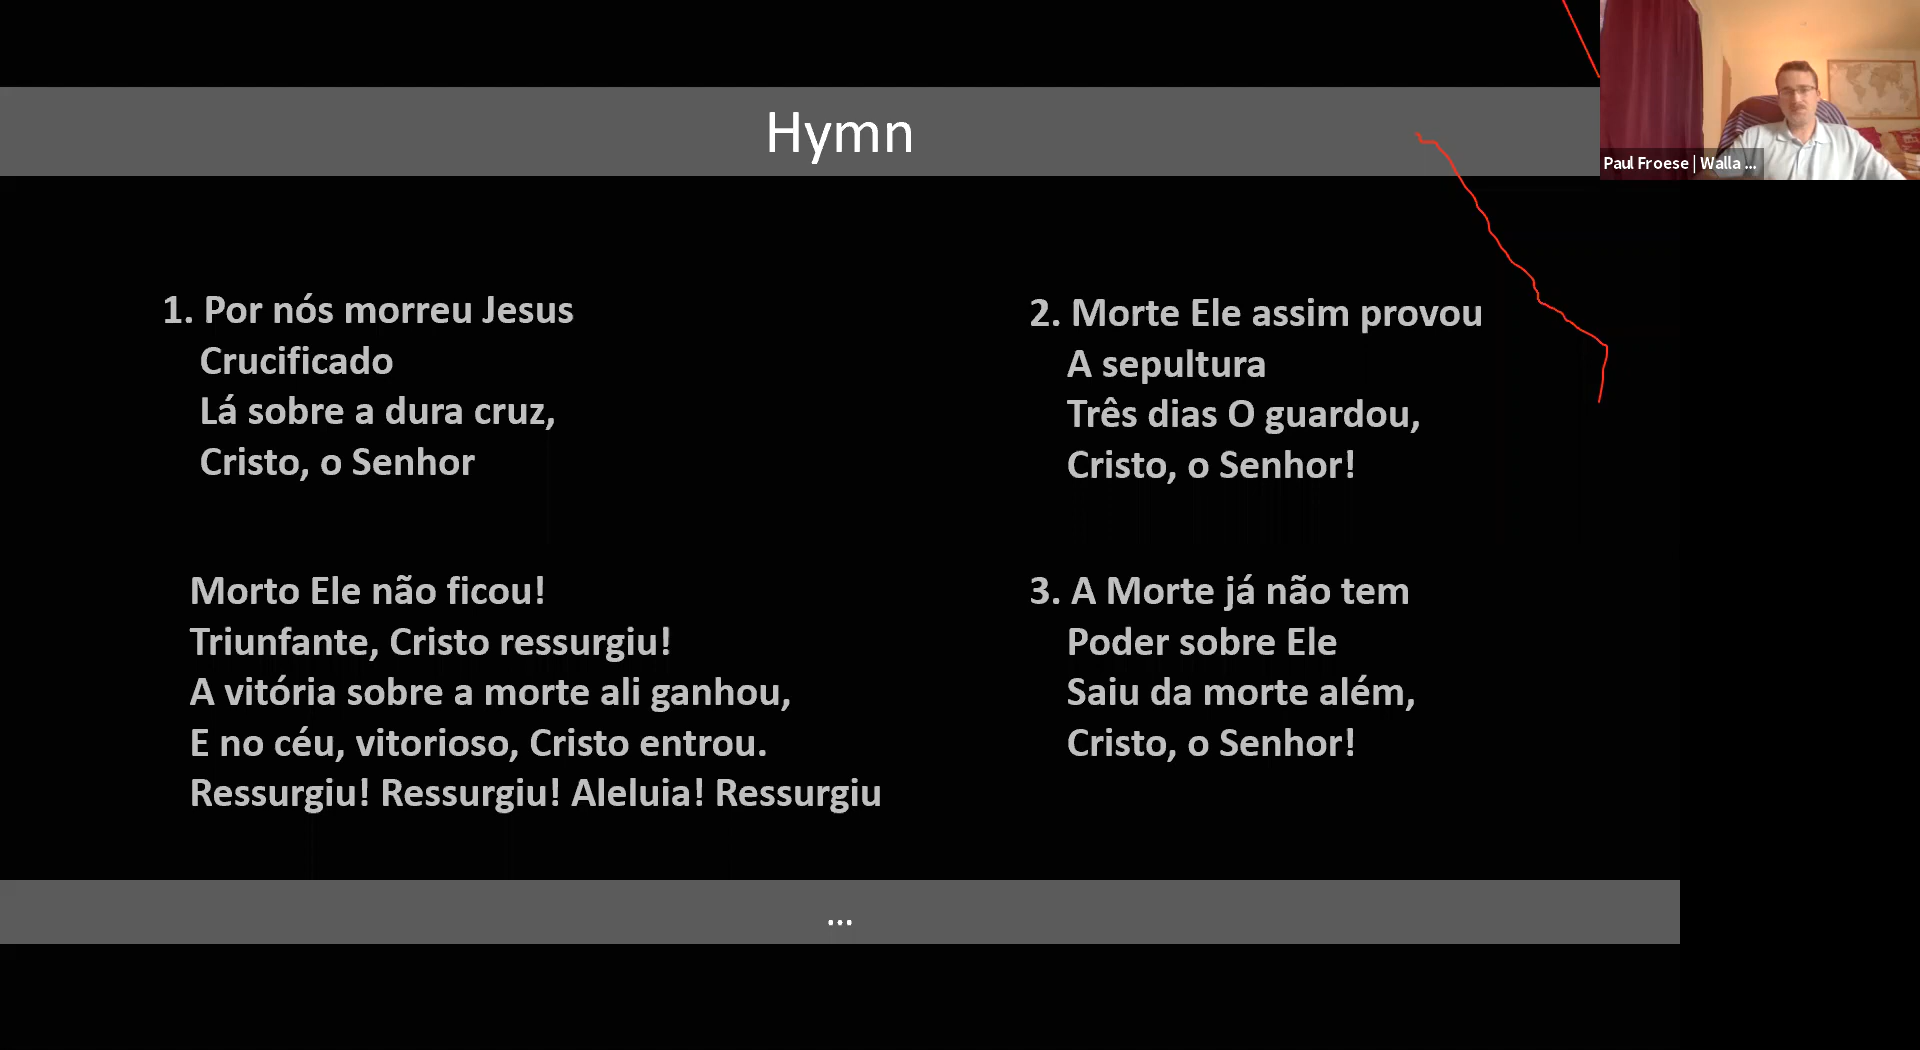 Hymn
Paul Froese | Walla ...
1. Por nós morreu Jesus
Crucificado
Lá sobre a dura cruz,
Cristo, o Senhor
Morto Ele não ficou!
Triunfante, Cristo ressurgiu!
A vitória sobre a morte ali ganhou,
E no céu, vitorioso, Cristo entrou.
Ressurgiu! Ressurgiu! Aleluia! Ressurgiu
2. Morte Ele assim provou
A sepultura
Três dias O guardou,
Cristo, o Senhor!
3. A Morte já não tem
Poder sobre Ele
Saiu da morte além,
Cristo, o Senhor!
...